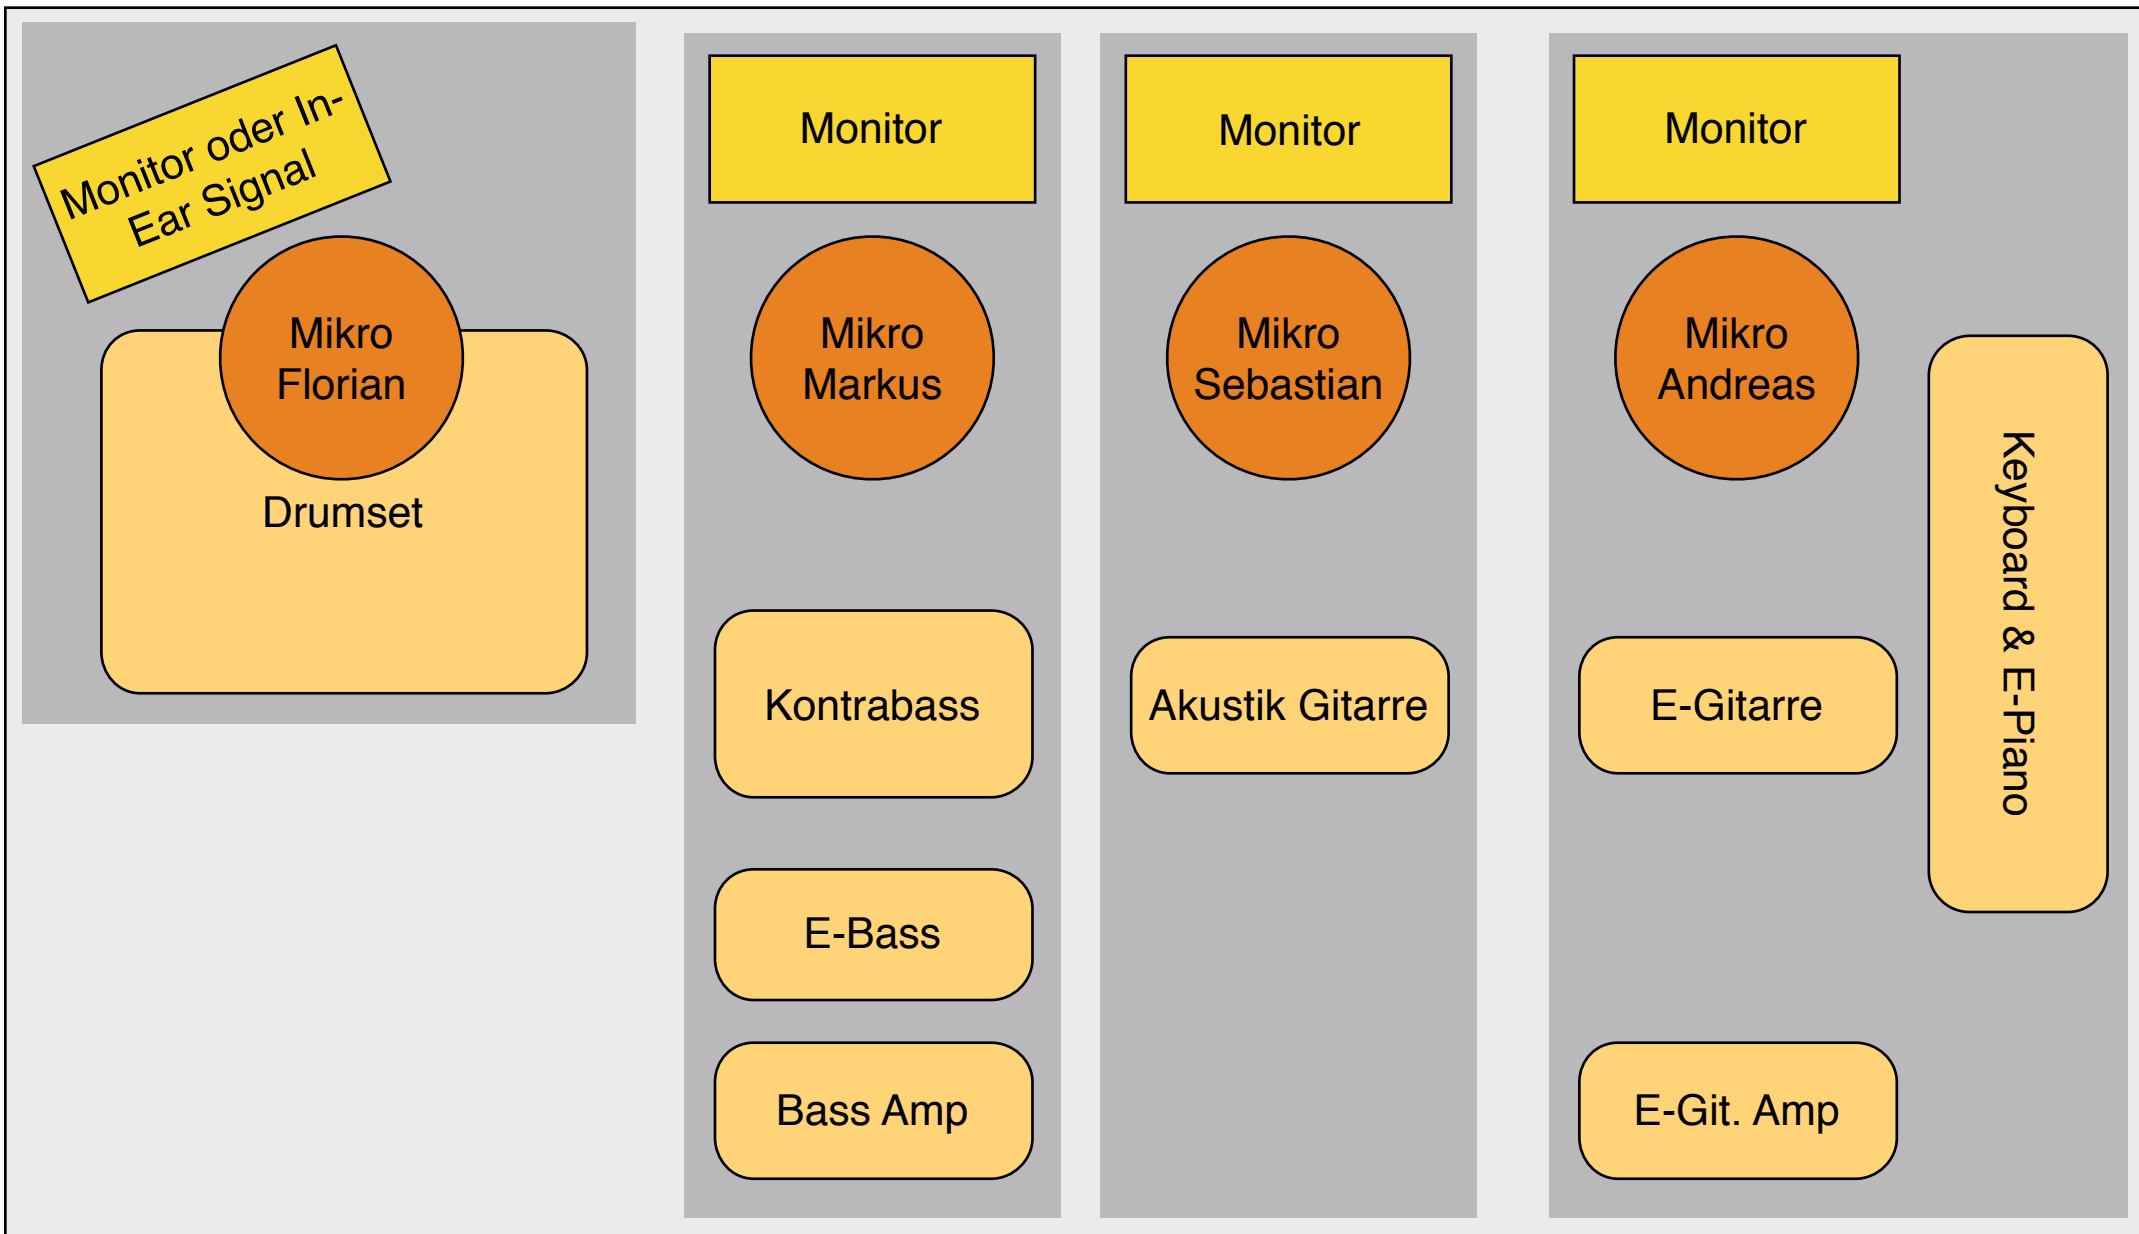 Monitor oder In-
Ear Signal
Mikro
Florian
Drumset
Monitor
Mikro
Markus
Kontrabass
E-Bass
Bass Amp
Monitor
Mikro
Sebastian
Akustik Gitarre
Monitor
Mikro
Andreas
E-Gitarre
E-Git. Amp
Keyboard & E-Piano